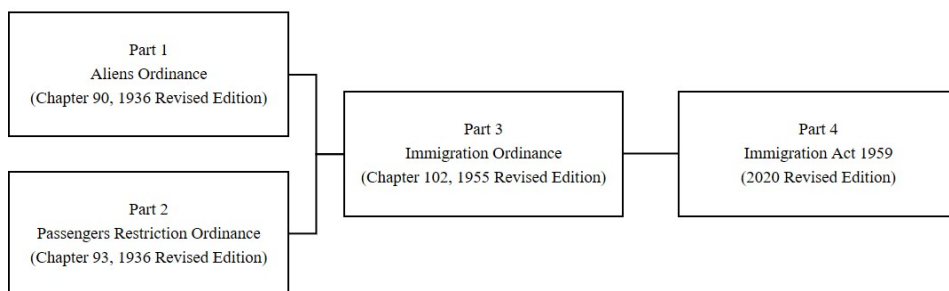 Part 1
Aliens Ordinance
(Chapter 90, 1936 Revised Edition)
Part 2
Passengers Restriction Ordinance
(Chapter 93, 1936 Revised Edition)
Part 3
Immigration Ordinance
(Chapter 102, 1955 Revised Edition)
Part 4
Immigration Act 1959
(2020 Revised Edition)